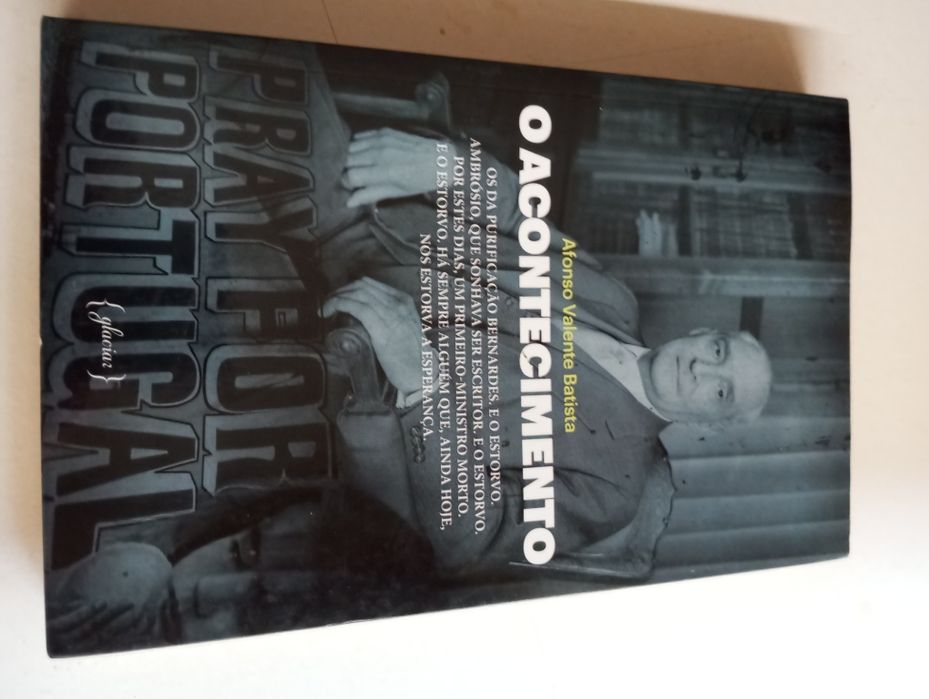 Afonso Valente Batista
O ACONTECIMENTO
OS DA PURIFICAÇÃO BERNARDES. E O ESTORVO.
AMBRÓSIO, QUE SONHAVA SER ESCRITOR. E O ESTORVO.
POR ESTES DIAS, UM PRIMEIRO-MINISTRO MORTO.
E O ESTORVO. HÁ SEMPRE ALGUÉM QUE, AINDA HOJE,
NOS ESTORVA A ESPERANÇA.
PRAY FOR
PORTUGAL
{glaciar}